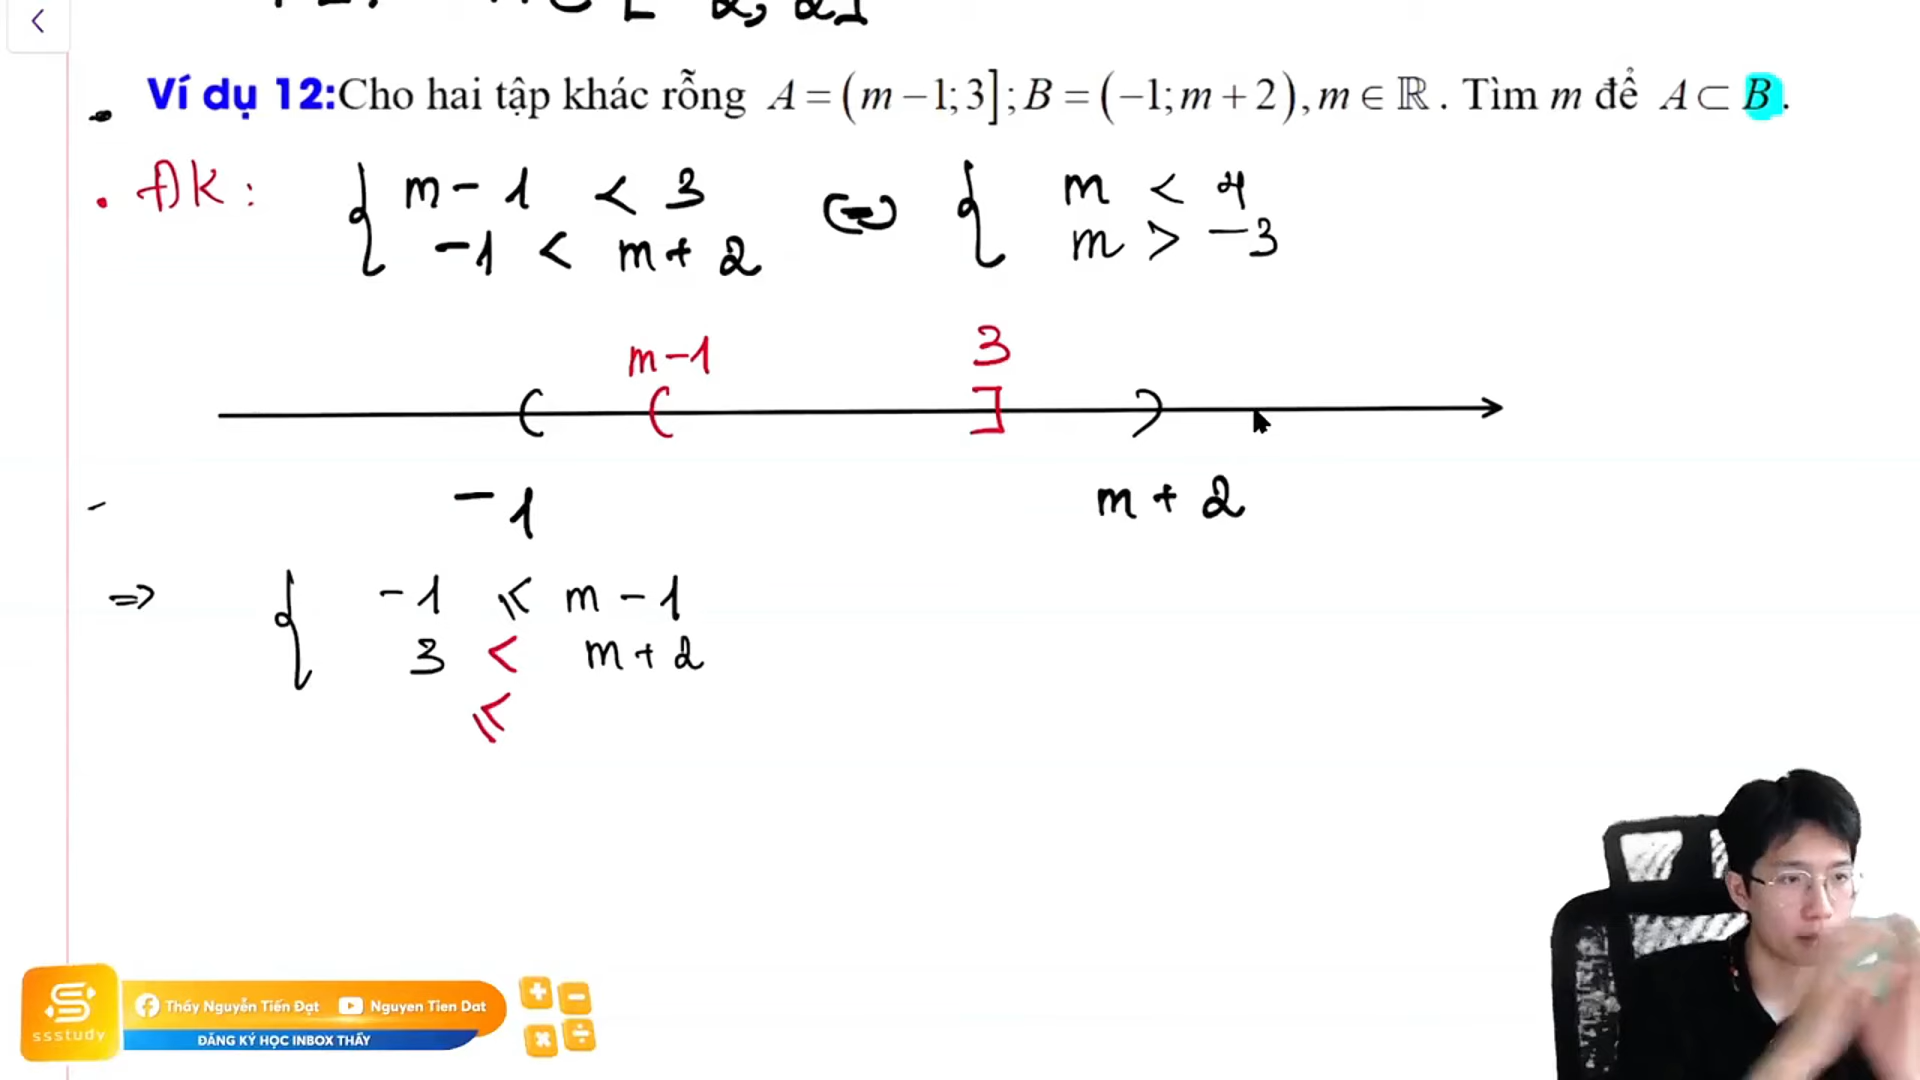 Ví dụ 12:Cho hai tập khác rỗng A=(m−1;3];B=(−1;m+2),m∈ℝ. Tìm m để A⊂B.
. ĐK: { m-1 < 3 ⇔ { m < 4
-1 < m+2 m > -3
m-1 3
-1 m+2
=> { -1 ≤ m-1
3 < m+2
≤
ssstudy
Thầy Nguyễn Tiến Đạt Nguyen Tien Dat
ĐĂNG KÝ HỌC INBOX THẦY